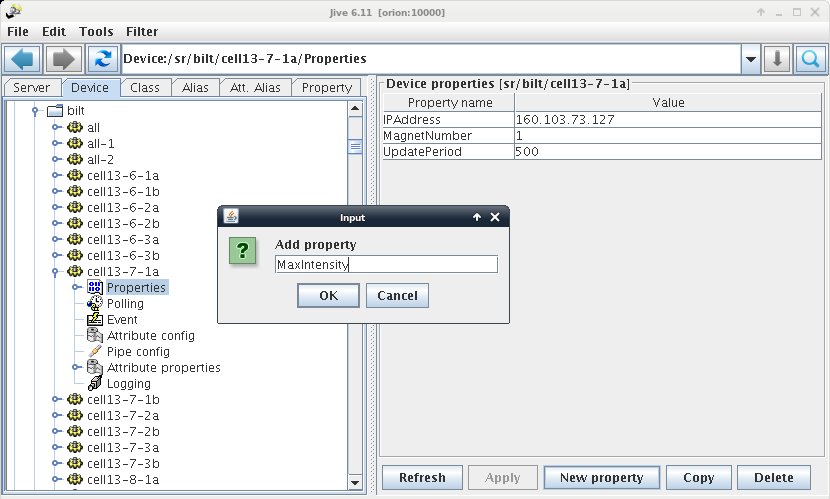 Jive 6.11 [orion:10000]
File Edit Tools Filter
Device:/sr/bilt/cell13-7-1a/Properties
Server Device Class Alias Att. Alias Property
bilt
all
all-1
all-2
cell13-6-1a
cell13-6-1b
cell13-6-2a
cell13-6-2b
cell13-6-3a
cell13-6-3b
cell13-7-1a
Properties
Polling
Event
Attribute config
Pipe config
Attribute properties
Logging
cell13-7-1b
cell13-7-2a
cell13-7-2b
cell13-7-3a
cell13-7-3b
cell13-8-1a
Device properties [sr/bilt/cell13-7-1a]
Property name Value
IPAddress 160.103.73.127
MagnetNumber 1
UpdatePeriod 500
Input
?
Add property
MaxIntensity
OK Cancel
Refresh Apply New property Copy Delete